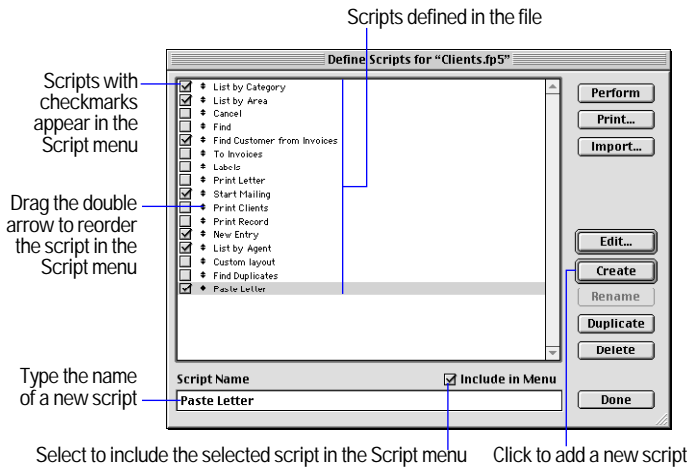 Scripts defined in the file
Define Scripts for “Clients.fp5”
Scripts with
checkmarks
appear in the
Script menu
List by Category
List by Area
Cancel
Find
Find Customer from Invoices
To Invoices
Labels
Print Letter
Start Mailing
Print Clients
Print Record
New Entry
List by Agent
Custom layout
Find Duplicates
Paste Letter
Perform
Print...
Import...
Drag the double
arrow to reorder
the script in the
Script menu
Edit...
Create
Rename
Duplicate
Delete
Type the name
of a new script
Script Name
Include in Menu
Paste Letter
Done
Select to include the selected script in the Script menu
Click to add a new script